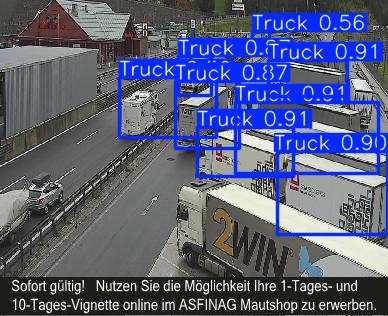 Truck 0.56
Truck 0.91
Truck
Truck 0.87
Truck 0.91
Truck 0.91
Truck 0.90
2WIN
Sofort gültig! Nutzen Sie die Möglichkeit Ihre 1-Tages- und
10-Tages-Vignette online im ASFINAG Mautshop zu erwerben.